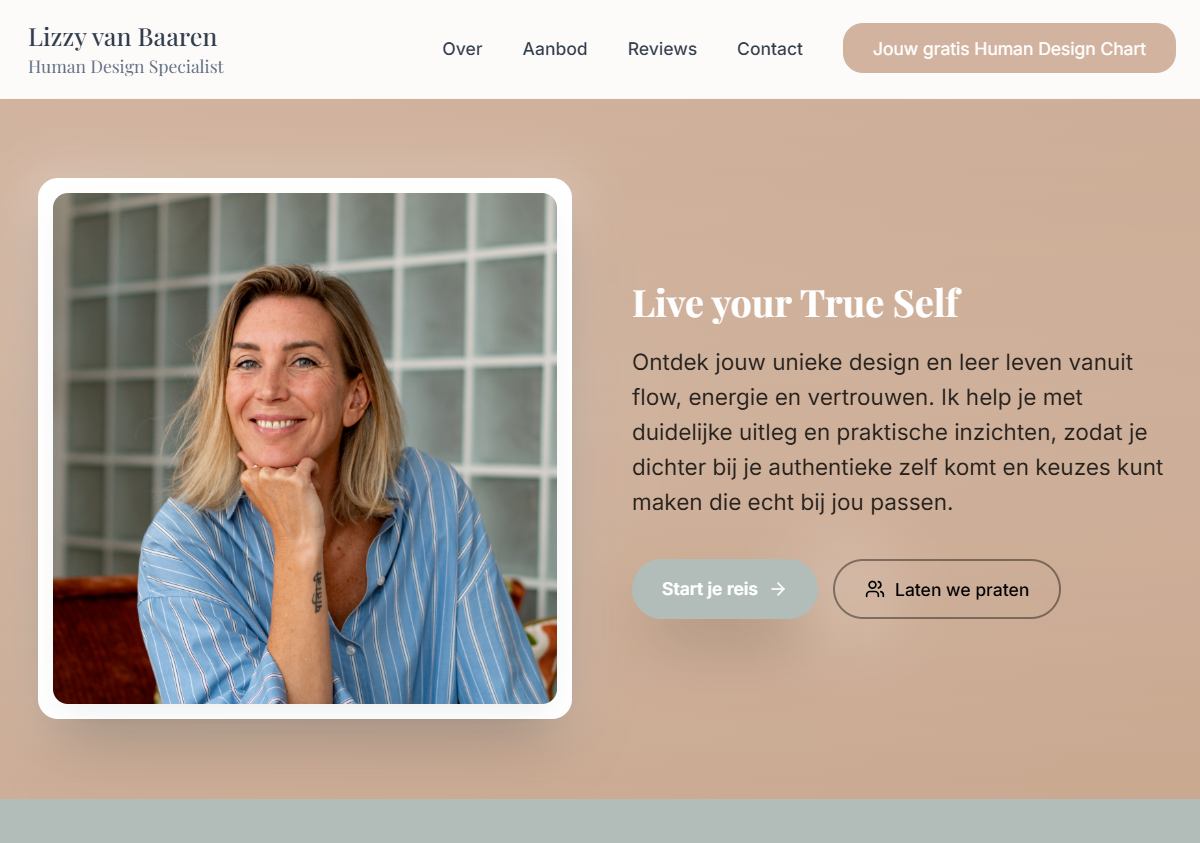 Lizzy van Baaren
Human Design Specialist
Over
Aanbod
Reviews
Contact
Jouw gratis Human Design Chart
Live your True Self
Ontdek jouw unieke design en leer leven vanuit
flow, energie en vertrouwen. Ik help je met
duidelijke uitleg en praktische inzichten, zodat je
dichter bij je authentieke zelf komt en keuzes kunt
maken die echt bij jou passen.
Start je reis
Laten we praten